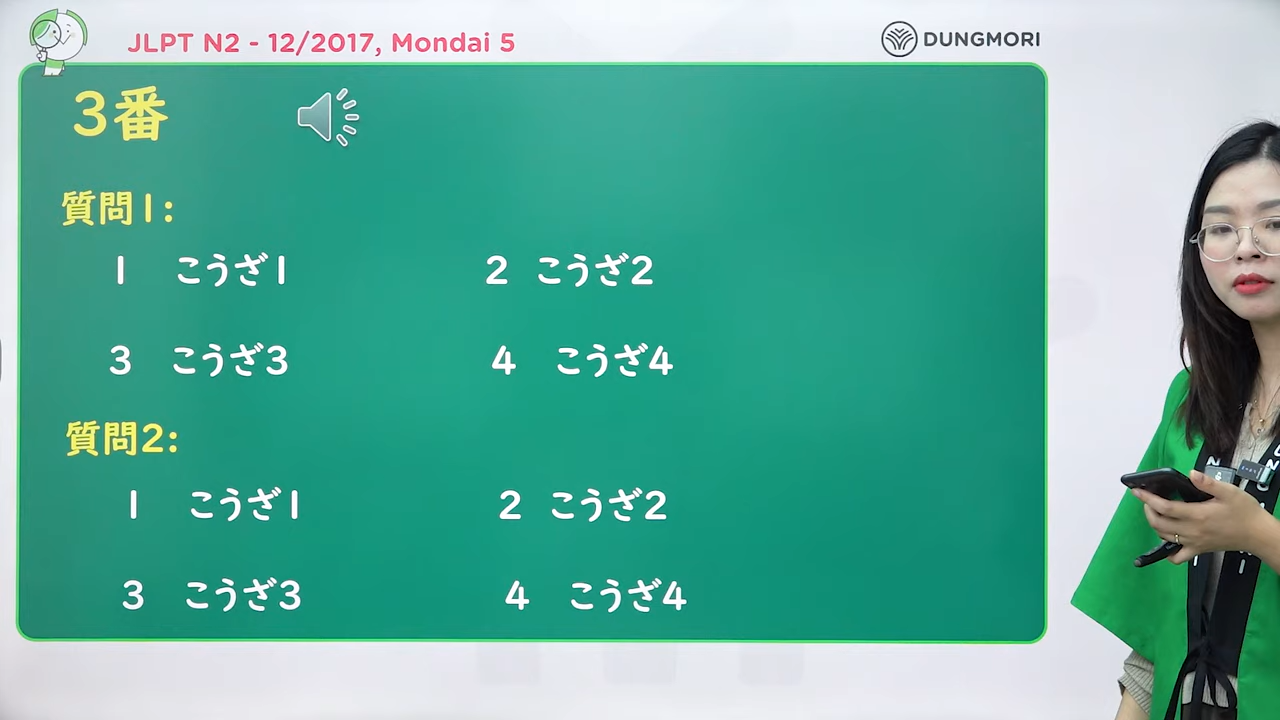 JLPT N2 - 12/2017, Mondai 5
DUNGMORI
3番
質問1:
1 こうざ1
2 こうざ2
3 こうざ3
4 こうざ4
質問2:
1 こうざ1
2 こうざ2
3 こうざ3
4 こうざ4